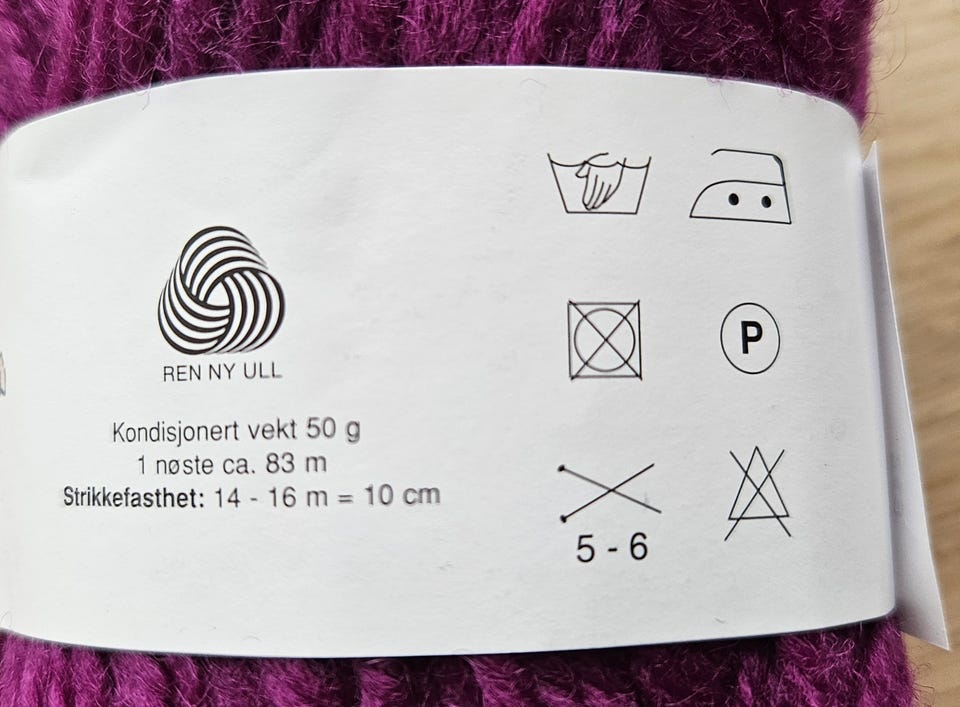 REN NY ULL
Kondisjonert vekt 50 g
1 nøste ca. 83 m
Strikkefasthet: 14 - 16 m = 10 cm
P
5 - 6